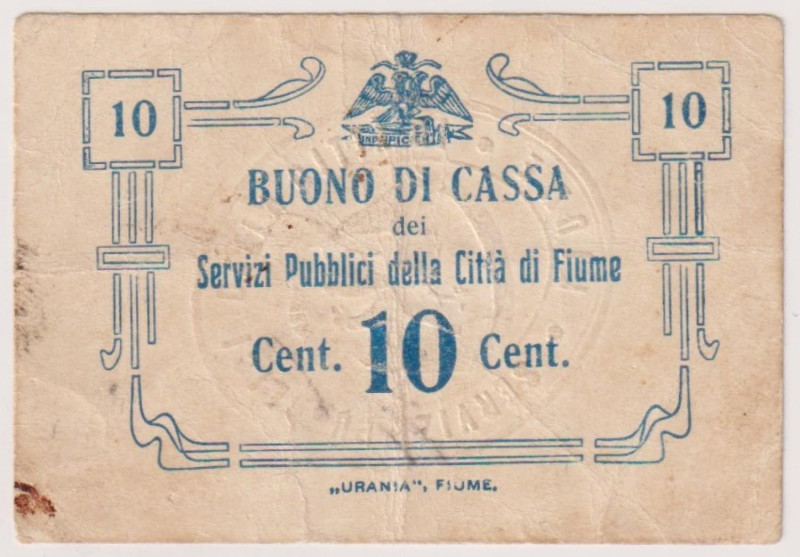 10 10
BUONO DI CASSA
dei
Servizi Pubblici della Città di Fiume
Cent. 10 Cent.
„URANIA“, FIUME.